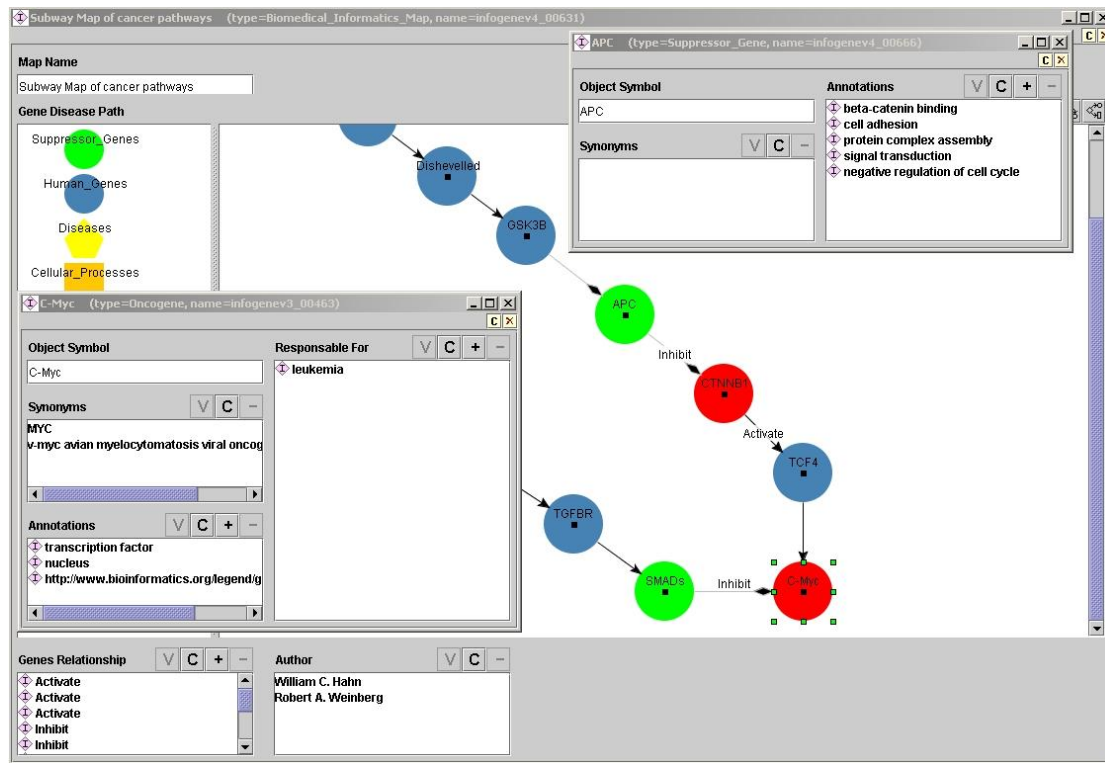 Subway Map of cancer pathways (type=Biomedical_Informatics_Map, name=infogenev4_00631)
C
Map Name
Subway Map of cancer pathways
Gene Disease Path
Suppressor_Genes
Human_Genes
Diseases
Cellular_Processes
APC (type=Suppressor_Gene, name=infogenev4_00666)
C
Object Symbol
APC
Synonyms
V C -
Annotations
V C + -
beta-catenin binding
cell adhesion
protein complex assembly
signal transduction
negative regulation of cell cycle
Dishevelled
GSK3B
APC
Inhibit
CTNNB1
Activate
TCF4
TGFBR
SMADs
Inhibit
C-Myc
C-Myc (type=Oncogene, name=infogenev3_00463)
C
Object Symbol
C-Myc
Synonyms
V C -
MYC
v-myc avian myelocytomatosis viral oncog
Annotations
V C + -
transcription factor
nucleus
http://www.bioinformatics.org/legend/g
Responsable For
V C + -
leukemia
Genes Relationship
V C + -
Activate
Activate
Activate
Inhibit
Inhibit
Author
V C -
William C. Hahn
Robert A. Weinberg